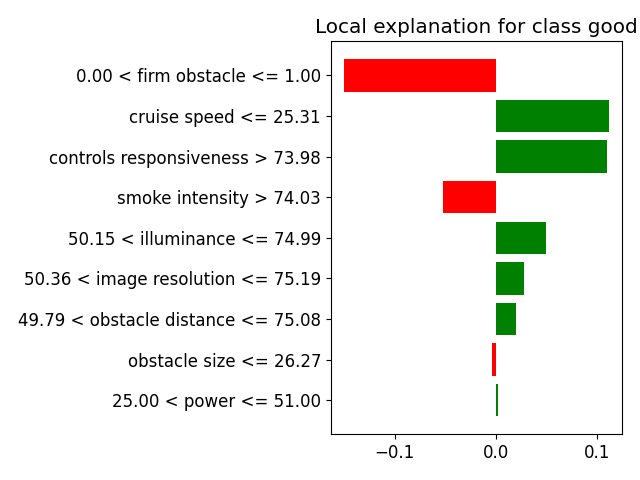 Local explanation for class good
0.00 < firm obstacle <= 1.00
cruise speed <= 25.31
controls responsiveness > 73.98
smoke intensity > 74.03
50.15 < illuminance <= 74.99
50.36 < image resolution <= 75.19
49.79 < obstacle distance <= 75.08
obstacle size <= 26.27
25.00 < power <= 51.00
−0.1 0.0 0.1